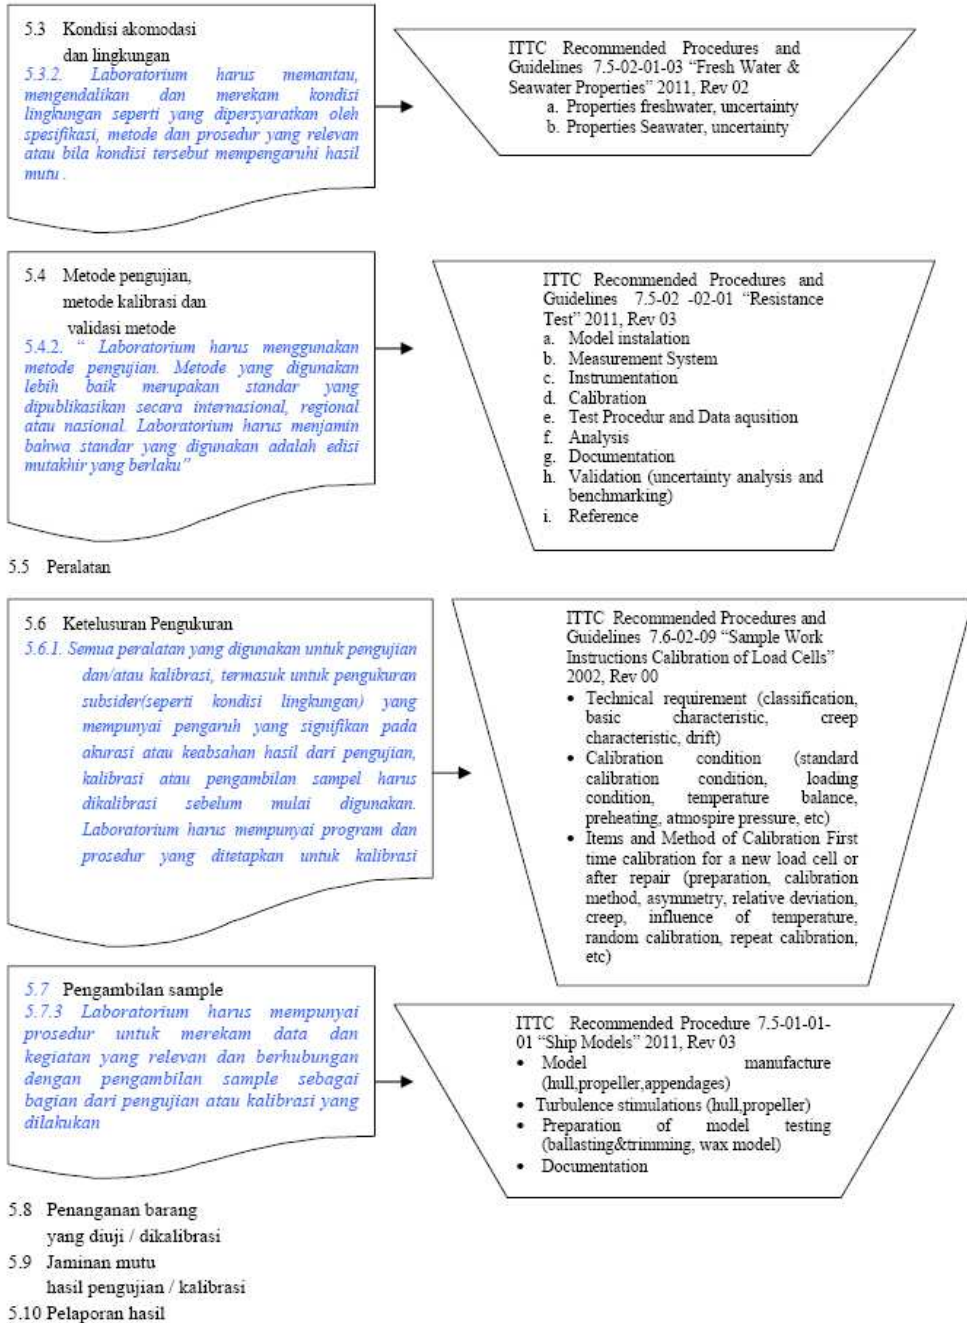 5.3 Kondisi akomodasi
dan lingkungan
5.3.2. Laboratorium harus memantau,
mengendalikan dan merekam kondisi
lingkungan seperti yang dipersyaratkan oleh
spesifikasi, metode dan prosedur yang relevan
atau bila kondisi tersebut mempengaruhi hasil
mutu .
ITTC Recommended Procedures and
Guidelines 7.5-02-01-03 “Fresh Water &
Seawater Properties” 2011, Rev 02
a. Properties freshwater, uncertainty
b. Properties Seawater, uncertainty
5.4 Metode pengujian,
metode kalibrasi dan
validasi metode
5.4.2. “ Laboratorium harus menggunakan
metode pengujian. Metode yang digunakan
lebih baik merupakan standar yang
dipublikasikan secara internasional, regional
atau nasional. Laboratorium harus menjamin
bahwa standar yang digunakan adalah edisi
mutakhir yang berlaku”
ITTC Recommended Procedures and
Guidelines 7.5-02 -02-01 “Resistance
Test” 2011, Rev 03
a. Model instalation
b. Measurement System
c. Instrumentation
d. Calibration
e. Test Procedur and Data aqusition
f. Analysis
g. Documentation
h. Validation (uncertainty analysis and
benchmarking)
i. Reference
5.5 Peralatan
5.6 Ketelusuran Pengukuran
5.6.1. Semua peralatan yang digunakan untuk pengujian
dan/atau kalibrasi, termasuk untuk pengukuran
subsider(seperti kondisi lingkungan) yang
mempunyai pengaruh yang signifikan pada
akurasi atau keabsahan hasil dari pengujian,
kalibrasi atau pengambilan sampel harus
dikalibrasi sebelum mulai digunakan.
Laboratorium harus mempunyai program dan
prosedur yang ditetapkan untuk kalibrasi
ITTC Recommended Procedures and
Guidelines 7.6-02-09 “Sample Work
Instructions Calibration of Load Cells”
2002, Rev 00
• Technical requirement (classification,
basic characteristic, creep
characteristic, drift)
• Calibration condition (standard
calibration condition, loading
condition, temperature balance,
preheating, atmospire pressure, etc)
• Items and Method of Calibration First
time calibration for a new load cell or
after repair (preparation, calibration
method, asymmetry, relative deviation,
creep, influence of temperature,
random calibration, repeat calibration,
etc)
5.7 Pengambilan sample
5.7.3 Laboratorium harus mempunyai
prosedur untuk merekam data dan
kegiatan yang relevan dan berhubungan
dengan pengambilan sample sebagai
bagian dari pengujian atau kalibrasi yang
dilakukan
ITTC Recommended Procedure 7.5-01-01-
01 “Ship Models” 2011, Rev 03
• Model manufacture
(hull,propeller,appendages)
• Turbulence stimulations (hull,propeller)
• Preparation of model testing
(ballasting&trimming, wax model)
• Documentation
5.8 Penanganan barang
yang diuji / dikalibrasi
5.9 Jaminan mutu
hasil pengujian / kalibrasi
5.10 Pelaporan hasil